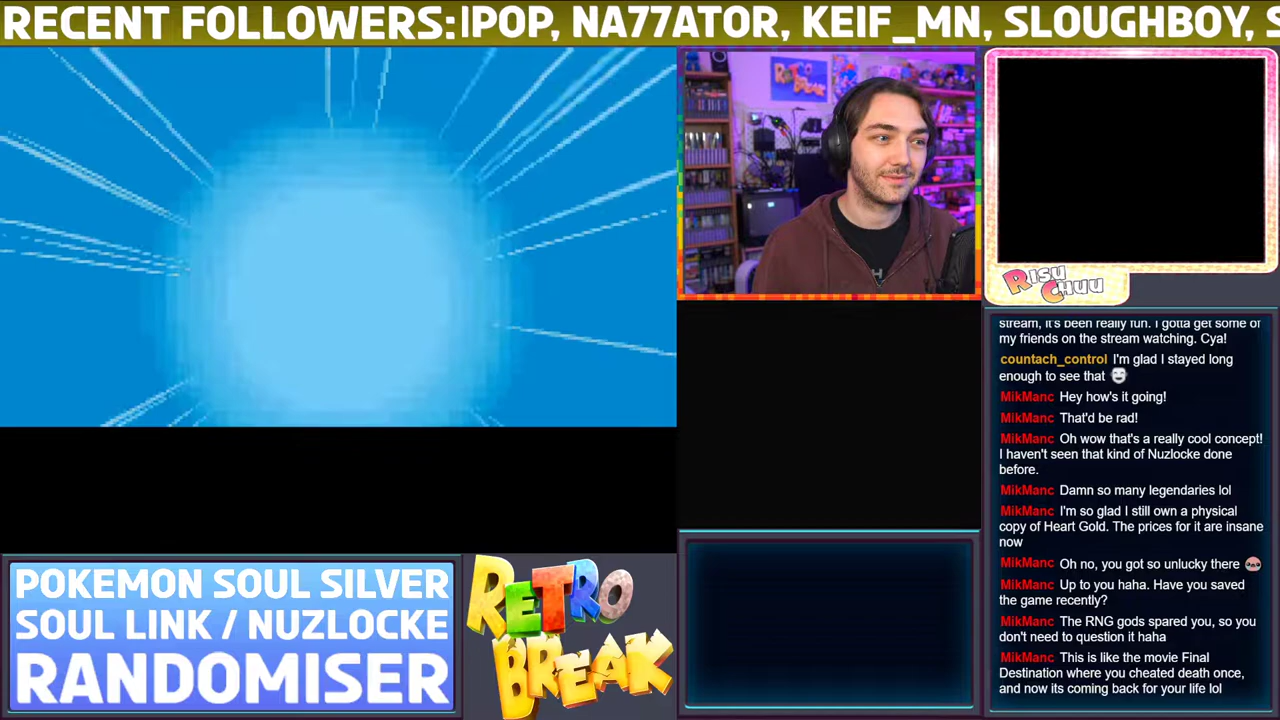 RECENT FOLLOWERS: IPOP, NA77ATOR, KEIF_MN, SLOUGHBOY, S
RETRO
BREAK
RISU
CHUU
stream, it's been really fun. I gotta get some of
my friends on the stream watching. Cya!
countach_control I'm glad I stayed long
enough to see that
MikManc Hey how's it going!
MikManc That'd be rad!
MikManc Oh wow that's a really cool concept!
I haven't seen that kind of Nuzlocke done
before.
MikManc Damn so many legendaries lol
MikManc I'm so glad I still own a physical
copy of Heart Gold. The prices for it are insane
now
MikManc Oh no, you got so unlucky there
MikManc Up to you haha. Have you saved
the game recently?
MikManc The RNG gods spared you, so you
don't need to question it haha
MikManc This is like the movie Final
Destination where you cheated death once,
and now its coming back for your life lol
POKEMON SOUL SILVER
SOUL LINK / NUZLOCKE
RANDOMISER
RETRO
BREAK